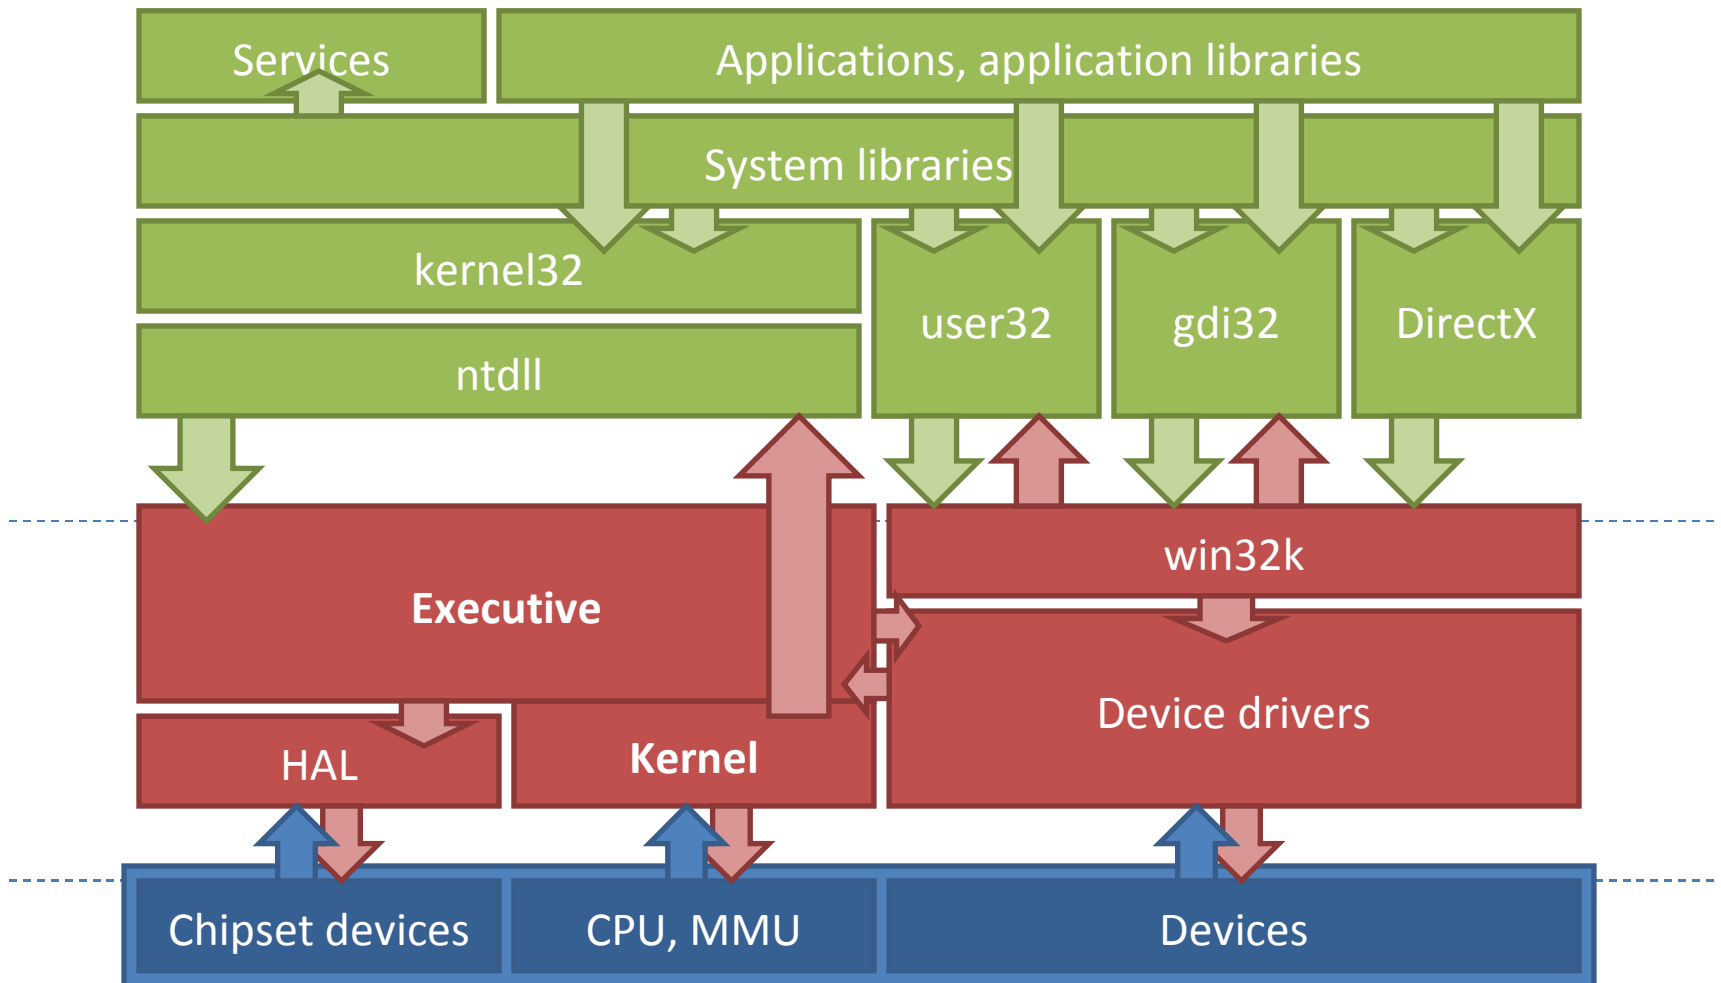 Services
Applications, application libraries
System libraries
kernel32
user32
gdi32
DirectX
ntdll
win32k
Executive
Device drivers
HAL
Kernel
Chipset devices
CPU, MMU
Devices